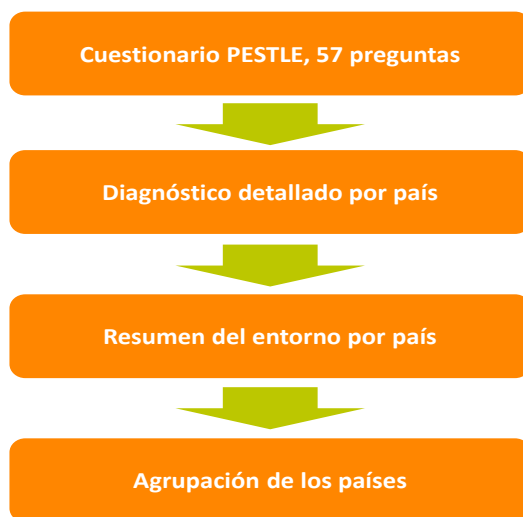 Cuestionario PESTLE, 57 preguntas
Diagnóstico detallado por país
Resumen del entorno por país
Agrupación de los países